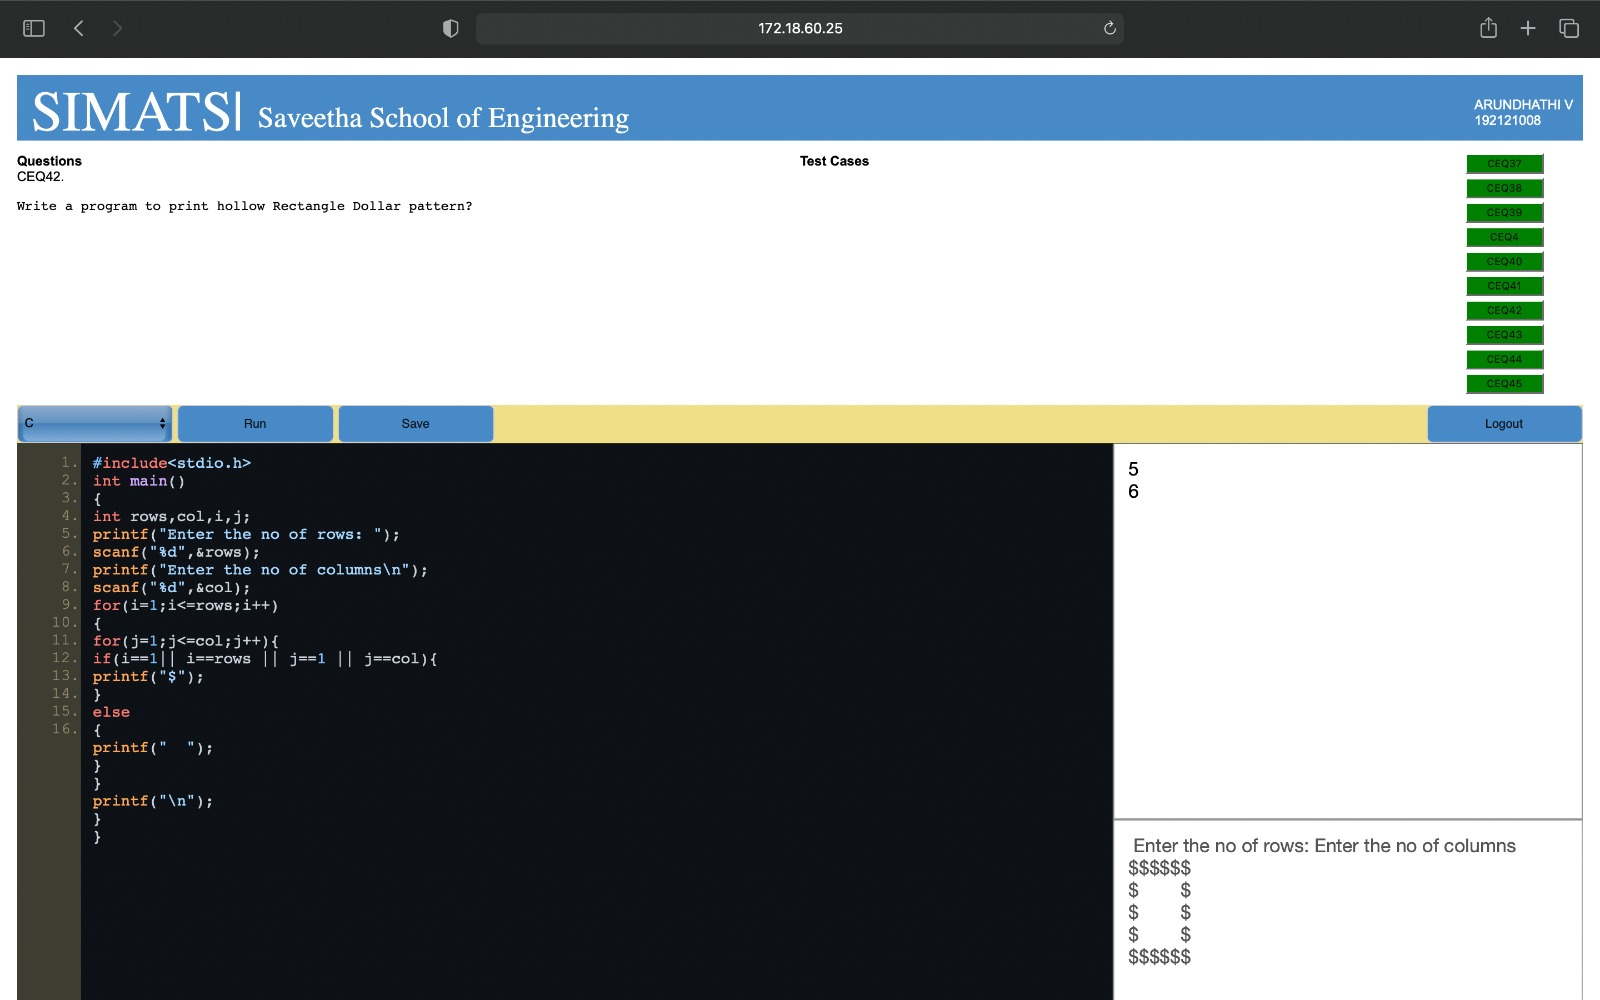 172.18.60.25
SIMATS| Saveetha School of Engineering
ARUNDHATHI V
192121008
Questions
CEQ42.
Write a program to print hollow Rectangle Dollar pattern?
Test Cases
CEQ37
CEQ38
CEQ39
CEQ4
CEQ40
CEQ41
CEQ42
CEQ43
CEQ44
CEQ45
C
Run
Save
Logout
1. #include<stdio.h>
2. int main()
3. {
4. int rows,col,i,j;
5. printf("Enter the no of rows: ");
6. scanf("%d",&rows);
7. printf("Enter the no of columns\n");
8. scanf("%d",&col);
9. for(i=1;i<=rows;i++)
10. {
11. for(j=1;j<=col;j++){
12. if(i==1|| i==rows || j==1 || j==col){
13. printf("$");
14. }
15. else
16. {
printf("  ");
}
}
printf("\n");
}
}
5
6
Enter the no of rows: Enter the no of columns
$$$$$$
$        $
$        $
$        $
$$$$$$